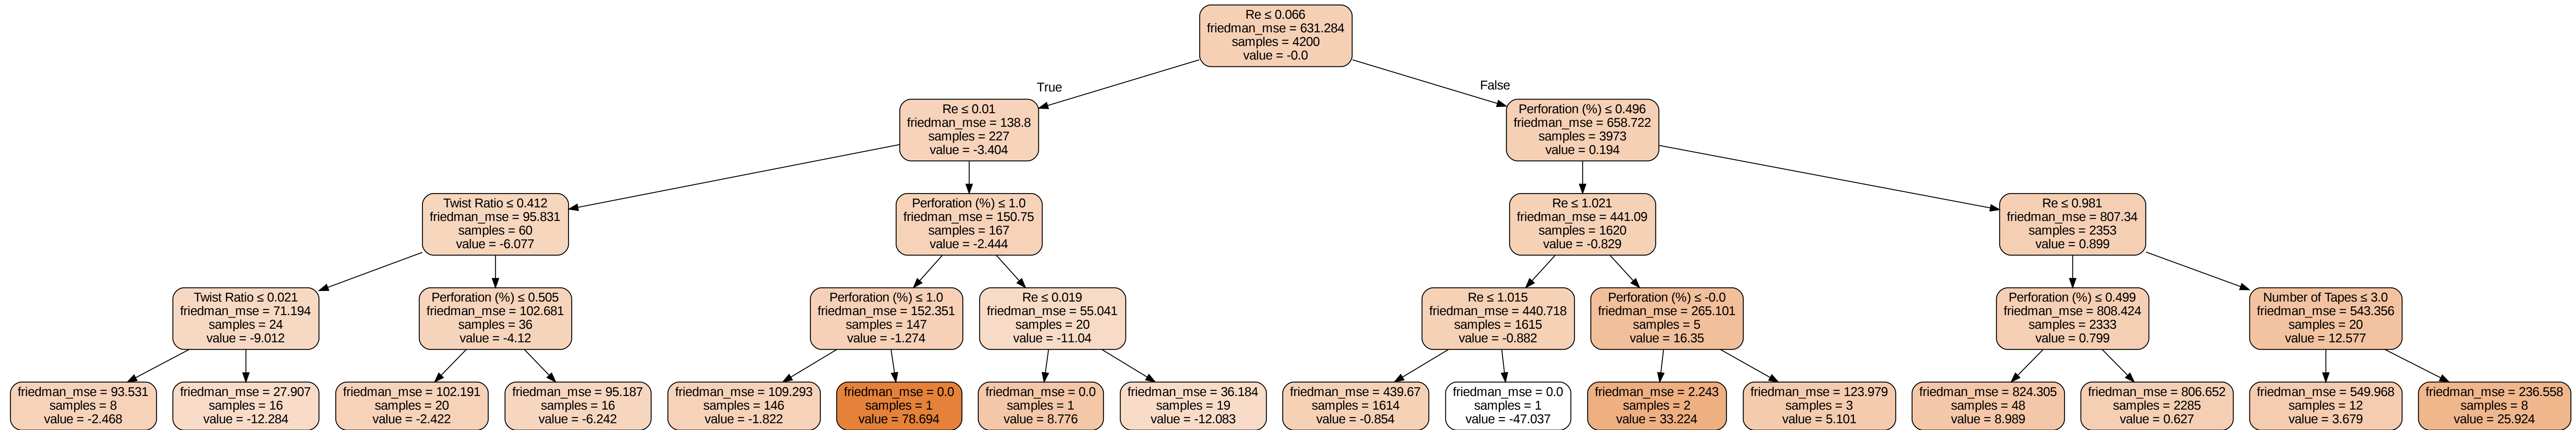 Re ≤ 0.066
friedman_mse = 631.284
samples = 4200
value = -0.0
True
False
Re ≤ 0.01
friedman_mse = 138.8
samples = 227
value = -3.404
Perforation (%) ≤ 0.496
friedman_mse = 658.722
samples = 3973
value = 0.194
Twist Ratio ≤ 0.412
friedman_mse = 95.831
samples = 60
value = -6.077
Perforation (%) ≤ 1.0
friedman_mse = 150.75
samples = 167
value = -2.444
Re ≤ 1.021
friedman_mse = 441.09
samples = 1620
value = -0.829
Re ≤ 0.981
friedman_mse = 807.34
samples = 2353
value = 0.899
Twist Ratio ≤ 0.021
friedman_mse = 71.194
samples = 24
value = -9.012
Perforation (%) ≤ 0.505
friedman_mse = 102.681
samples = 36
value = -4.12
Perforation (%) ≤ 1.0
friedman_mse = 152.351
samples = 147
value = -1.274
Re ≤ 0.019
friedman_mse = 55.041
samples = 20
value = -11.04
Re ≤ 1.015
friedman_mse = 440.718
samples = 1615
value = -0.882
Perforation (%) ≤ -0.0
friedman_mse = 265.101
samples = 5
value = 16.35
Perforation (%) ≤ 0.499
friedman_mse = 808.424
samples = 2333
value = 0.799
Number of Tapes ≤ 3.0
friedman_mse = 543.356
samples = 20
value = 12.577
friedman_mse = 93.531
samples = 8
value = -2.468
friedman_mse = 27.907
samples = 16
value = -12.284
friedman_mse = 102.191
samples = 20
value = -2.422
friedman_mse = 95.187
samples = 16
value = -6.242
friedman_mse = 109.293
samples = 146
value = -1.822
friedman_mse = 0.0
samples = 1
value = 78.694
friedman_mse = 0.0
samples = 1
value = 8.776
friedman_mse = 36.184
samples = 19
value = -12.083
friedman_mse = 439.67
samples = 1614
value = -0.854
friedman_mse = 0.0
samples = 1
value = -47.037
friedman_mse = 2.243
samples = 2
value = 33.224
friedman_mse = 123.979
samples = 3
value = 5.101
friedman_mse = 824.305
samples = 48
value = 8.989
friedman_mse = 806.652
samples = 2285
value = 0.627
friedman_mse = 549.968
samples = 12
value = 3.679
friedman_mse = 236.558
samples = 8
value = 25.924